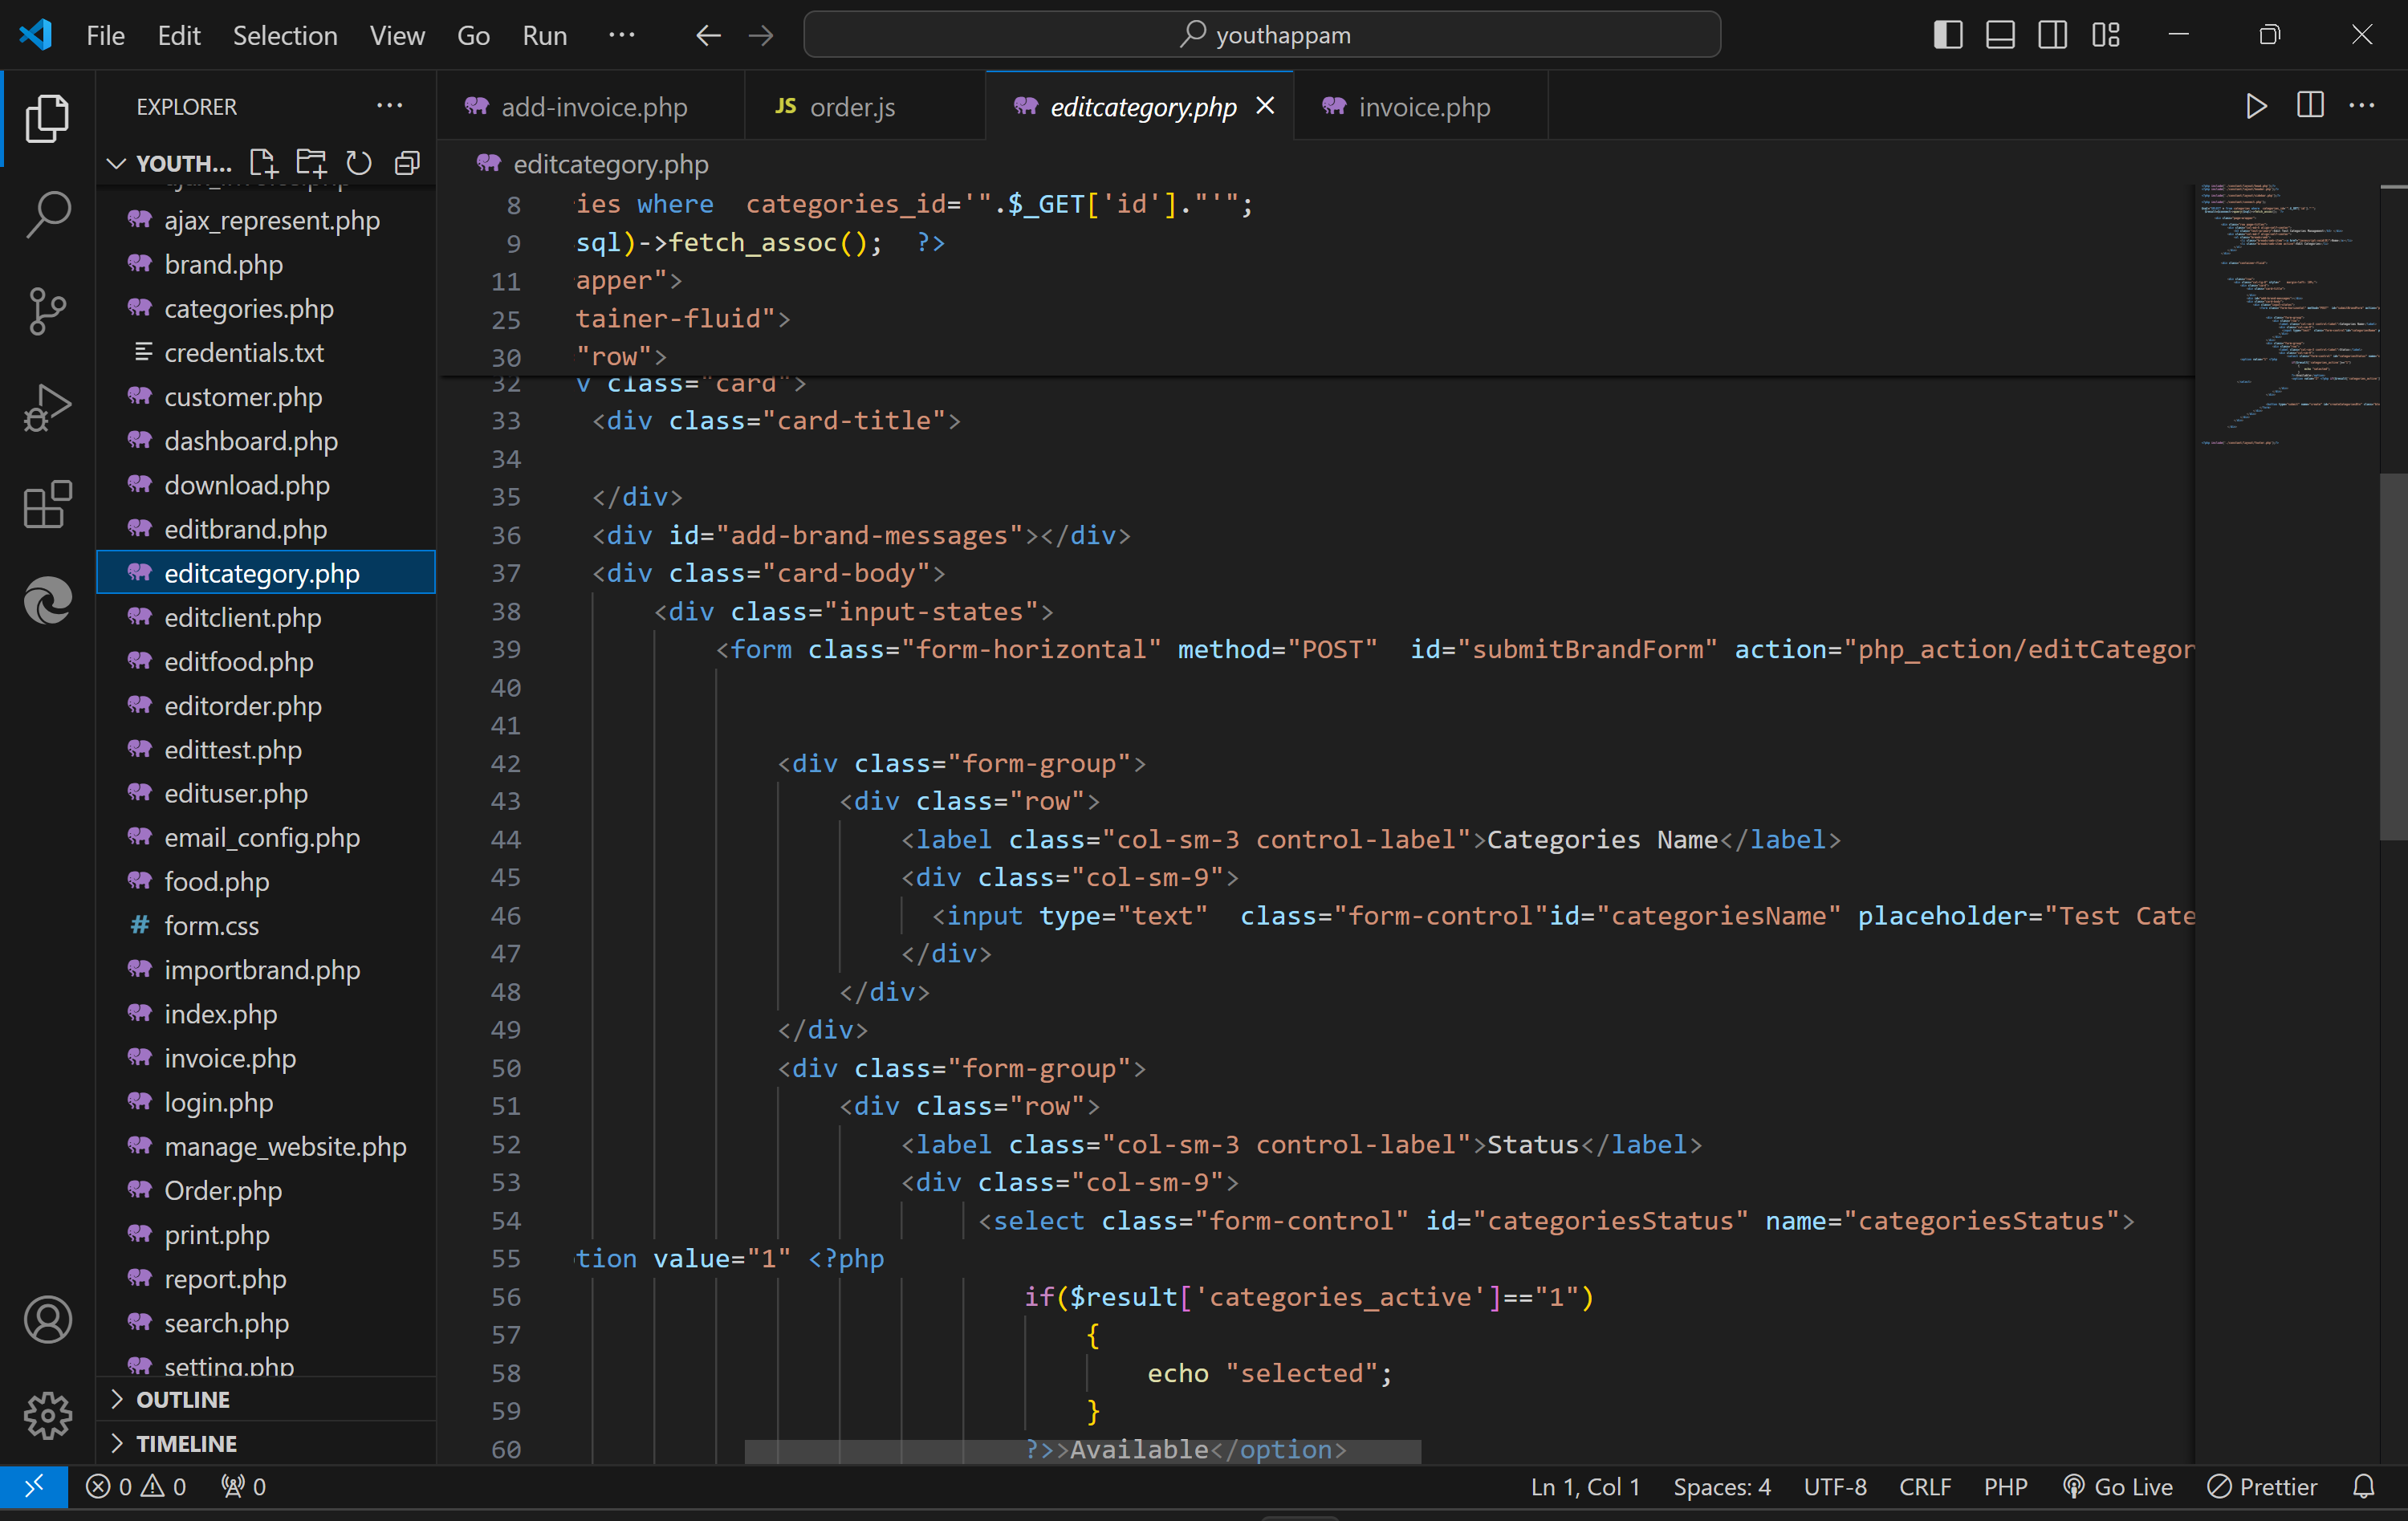 File Edit Selection View Go Run ···
youthappam
EXPLORER
YOUTH...
ajax_represent.php
brand.php
categories.php
credentials.txt
customer.php
dashboard.php
download.php
editbrand.php
editcategory.php
editclient.php
editfood.php
editorder.php
edittest.php
edituser.php
email_config.php
food.php
form.css
importbrand.php
index.php
invoice.php
login.php
manage_website.php
Order.php
print.php
report.php
search.php
setting.php
OUTLINE
TIMELINE
add-invoice.php
JS order.js
editcategory.php
invoice.php
editcategory.php
8 ies where  categories_id='".$_GET['id']."'";
9 sql)->fetch_assoc();  ?>
11 apper">
25 tainer-fluid">
30 "row">
32 v class="card">
33 <div class="card-title">
34
35 </div>
36 <div id="add-brand-messages"></div>
37 <div class="card-body">
38 <div class="input-states">
39 <form class="form-horizontal" method="POST"  id="submitBrandForm" action="php_action/editCategor
40
41
42 <div class="form-group">
43 <div class="row">
44 <label class="col-sm-3 control-label">Categories Name</label>
45 <div class="col-sm-9">
46 <input type="text"  class="form-control"id="categoriesName" placeholder="Test Cate
47 </div>
48 </div>
49 </div>
50 <div class="form-group">
51 <div class="row">
52 <label class="col-sm-3 control-label">Status</label>
53 <div class="col-sm-9">
54 <select class="form-control" id="categoriesStatus" name="categoriesStatus">
55 tion value="1" <?php
56 if($result['categories_active']=="1")
57 {
58 echo "selected";
59 }
60 ?>>Available</option>
0 0 0
Ln 1, Col 1 Spaces: 4 UTF-8 CRLF PHP Go Live Prettier